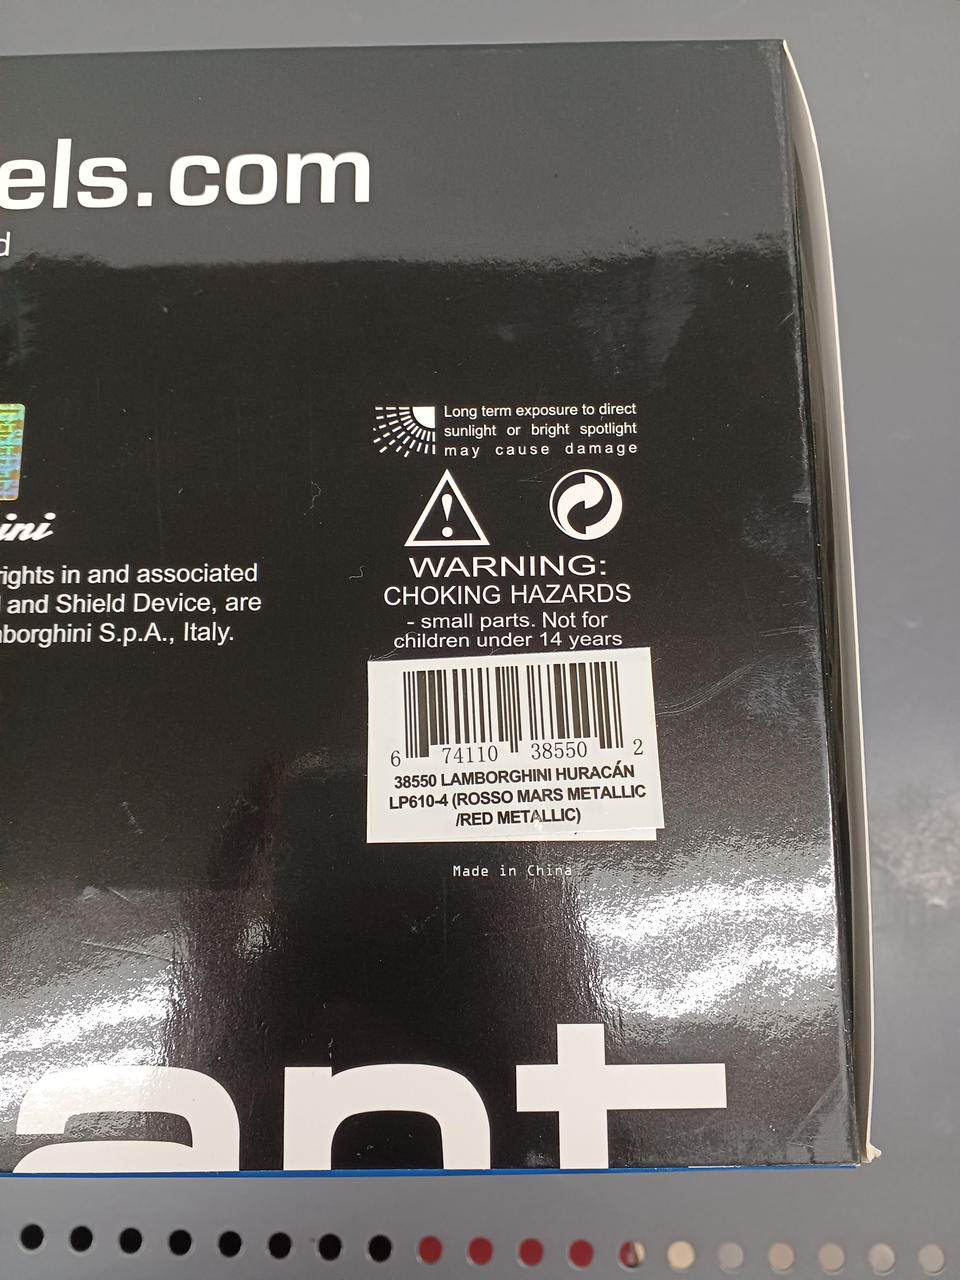 els.com
d
Long term exposure to direct
sunlight or bright spotlight
may cause damage
ini
WARNING:
CHOKING HAZARDS
- small parts. Not for
children under 14 years
rights in and associated
and Shield Device, are
borghini S.p.A., Italy.
6 74110 38550 2
38550 LAMBORGHINI HURACÁN
LP610-4 (ROSSO MARS METALLIC
/RED METALLIC)
Made in China
ant